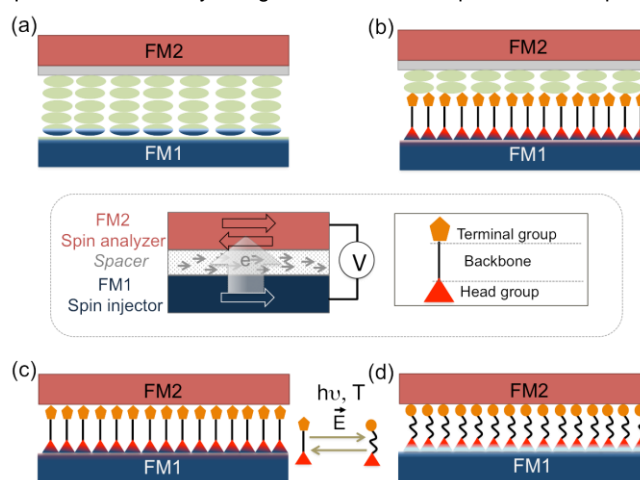 (a)
FM2
FM1
(b)
FM2
FM1
FM2
Spin analyzer
Spacer
FM1
Spin injector
e-
V
Terminal group
Backbone
Head group
(c)
FM2
FM1
hυ, T
E
(d)
FM2
FM1